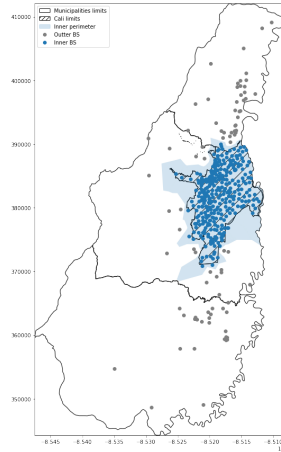 410000
400000
390000
380000
370000
360000
350000
Municipalities limits
Cali limits
Inner perimeter
Outer BS
Inner BS
-8.545 -8.540 -8.535 -8.530 -8.525 -8.520 -8.515 -8.510